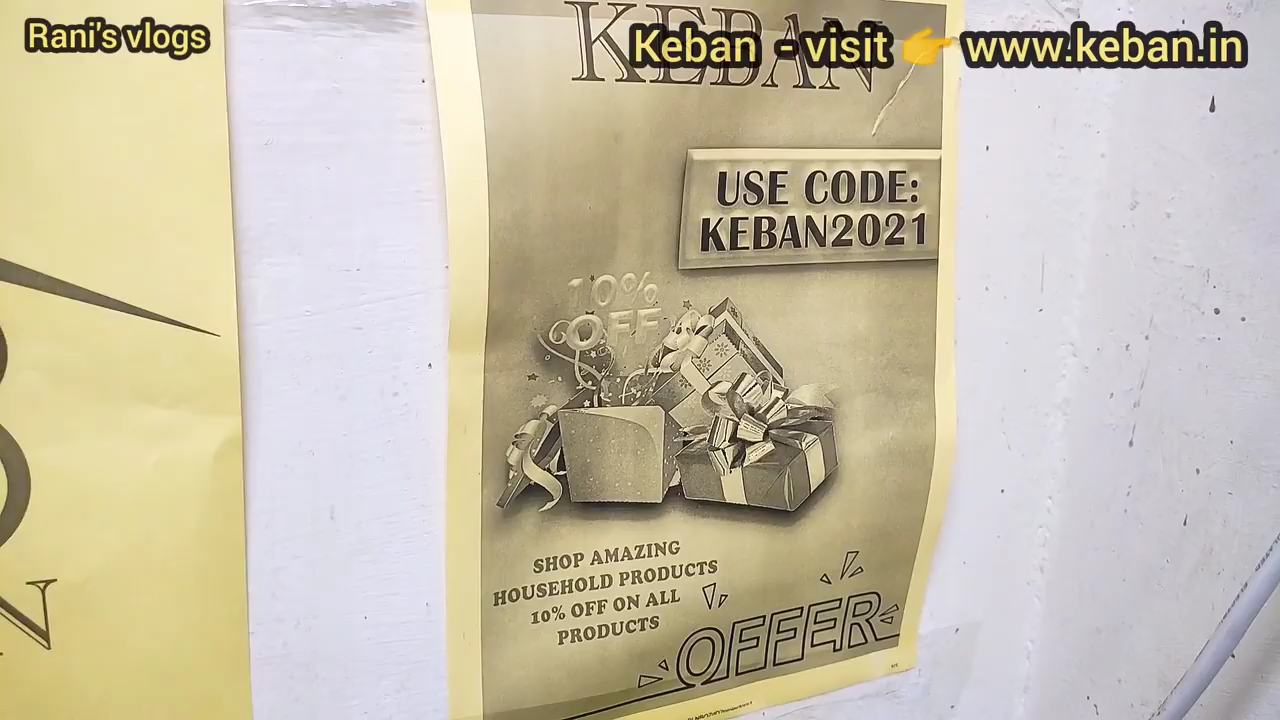 Rani's vlogs
Keban - visit 👉 www.keban.in
KEBAN
USE CODE:
KEBAN2021
10%
OFF
SHOP AMAZING
HOUSEHOLD PRODUCTS
10% OFF ON ALL
PRODUCTS
OFFER
N